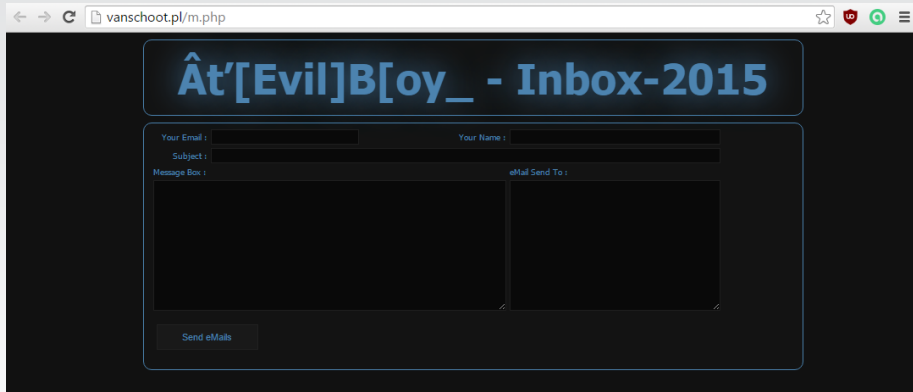 vanschoot.pl/m.php
Ât'[Evil]B[oy_ - Inbox-2015
Your Email : Your Name :
Subject :
Message Box : eMail Send To :
Send eMails